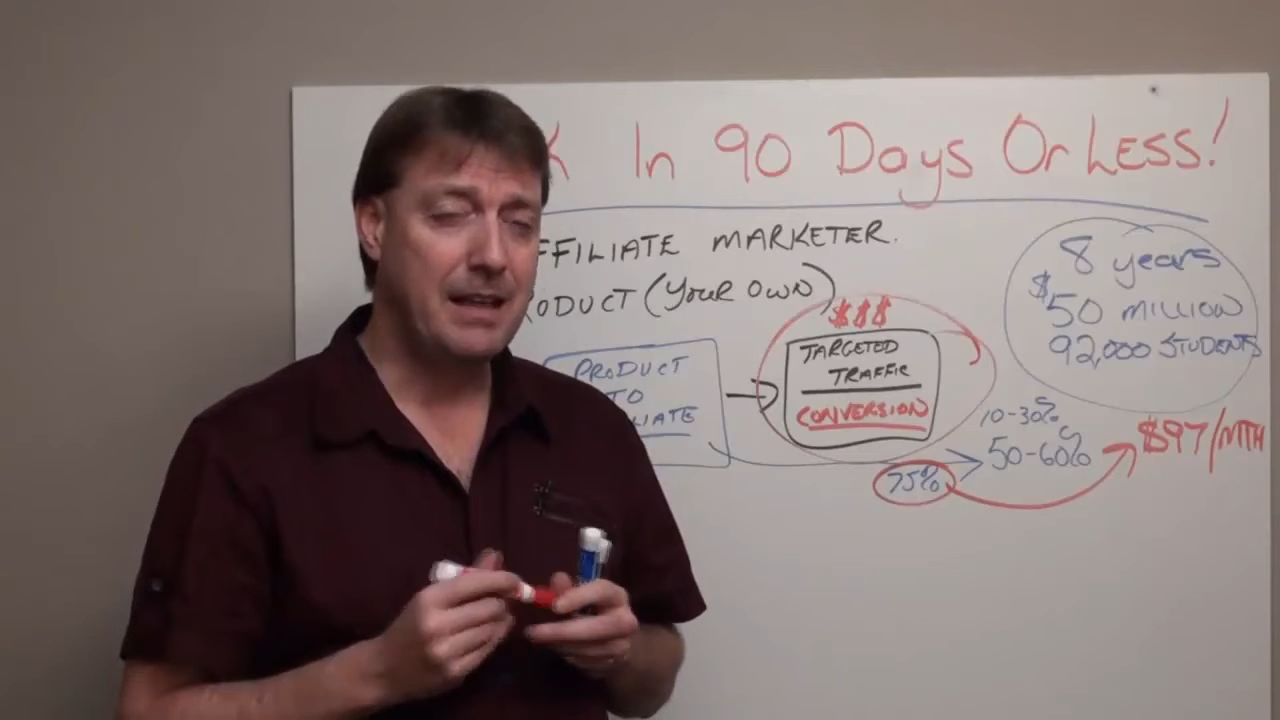 K In 90 Days Or Less!
FFILIATE MARKETER.
RODUCT (Your OWN)
8 years
$50 MILLION
92,000 STUDENTS
$$$
TARGETED
TRAFFIC
CONVERSION
PRODUCT
TO
LIATE
10-30%
50-60%
75%
$97/MTH